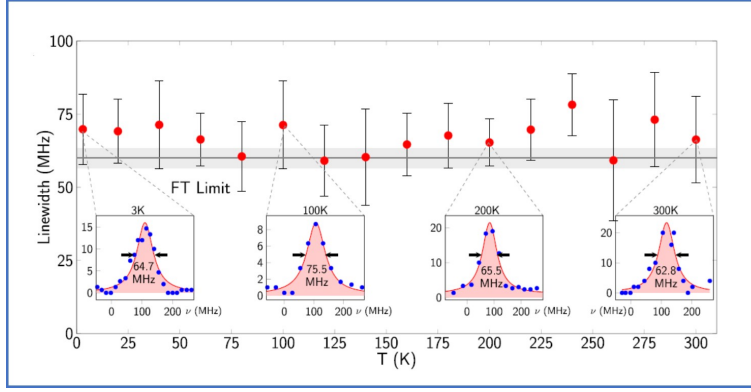 100
75
50
25
0
Linewidth (MHz)
FT Limit
3K
100K
200K
300K
15
10
5
0
64.7
MHz
0 100 200 ν (MHz)
8
6
4
2
0
75.5
MHz
0 100 200 ν (MHz)
20
10
0
65.5
MHz
0 100 200 ν (MHz)
20
10
0
62.8
MHz
0 100 200 ν (MHz)
0 25 50 75 100 125 150 175 200 225 250 275 300
T (K)